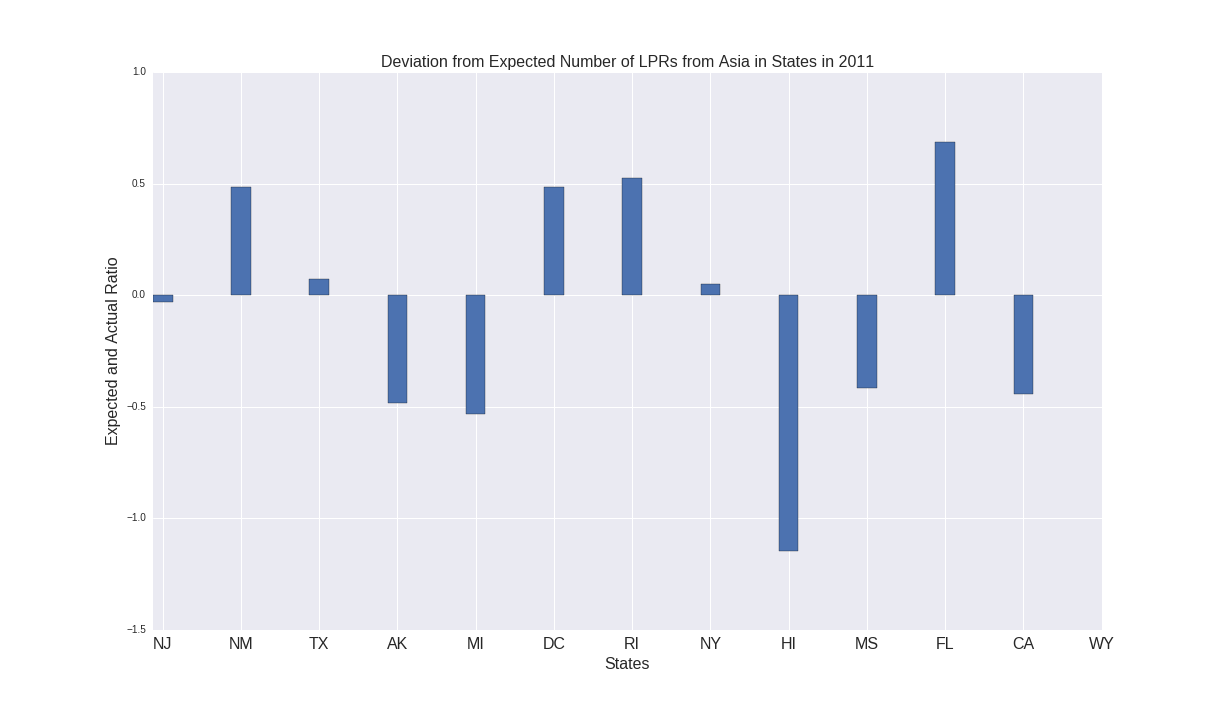 Deviation from Expected Number of LPRs from Asia in States in 2011
1.0
0.5
0.0
−0.5
−1.0
−1.5
Expected and Actual Ratio
NJ NM TX AK MI DC RI NY HI MS FL CA WY
States